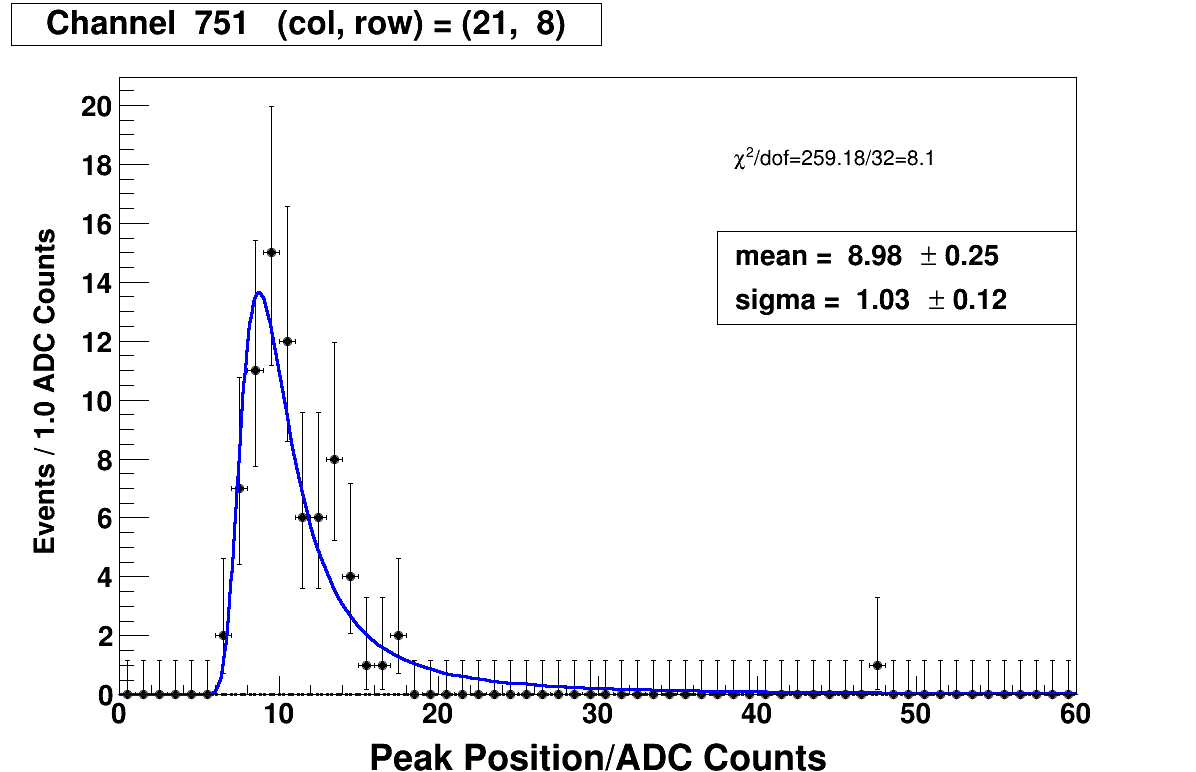 Channel 751 (col, row) = (21, 8)
20
18
16
14
12
10
8
6
4
2
0
Events / 1.0 ADC Counts
χ²/dof=259.18/32=8.1
mean = 8.98 ± 0.25
sigma = 1.03 ± 0.12
0 10 20 30 40 50 60
Peak Position/ADC Counts